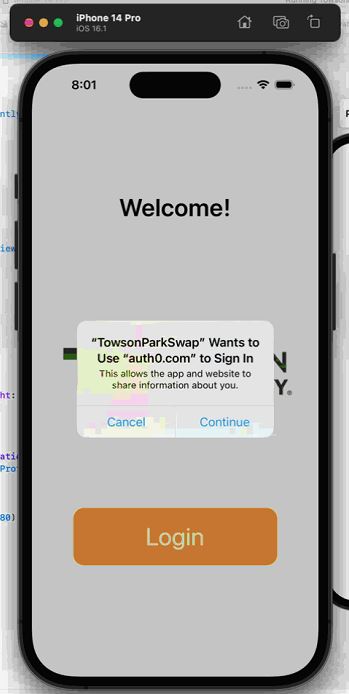 iPhone 14 Pro
iOS 16.1
8:01
Welcome!
“TowsonParkSwap” Wants to
Use “auth0.com” to Sign In
This allows the app and website to
share information about you.
Cancel
Continue
Login
80)